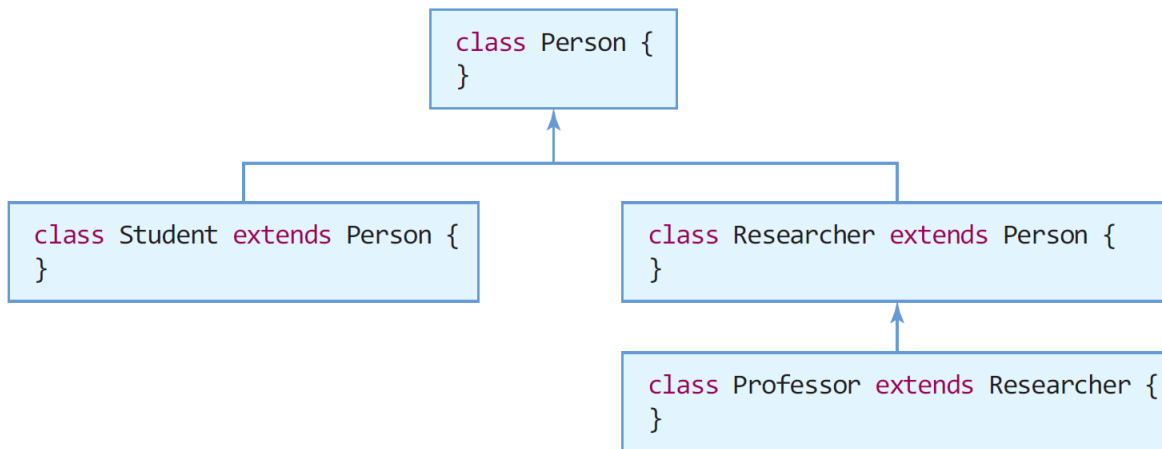 class Person {
}
class Student extends Person {
}
class Researcher extends Person {
}
class Professor extends Researcher {
}